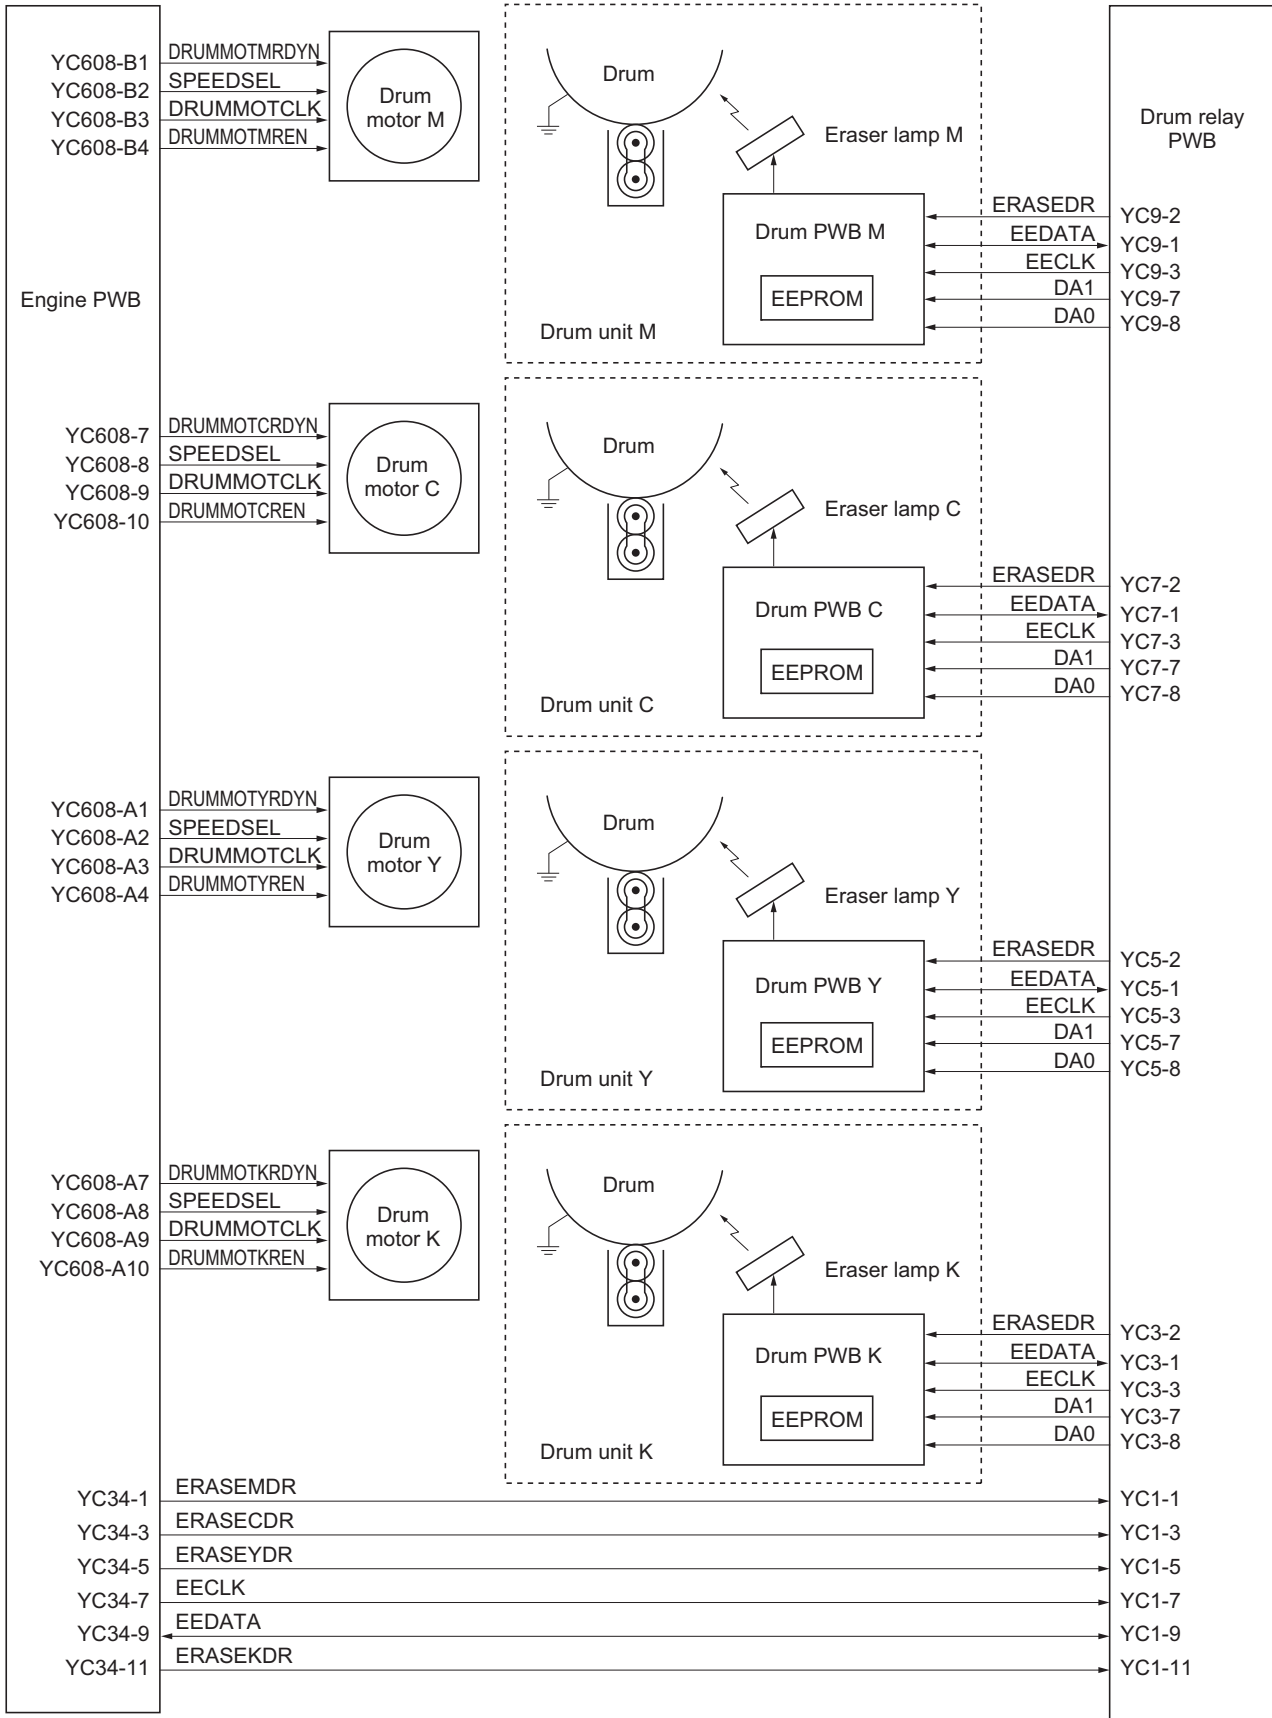 Engine PWB
YC608-B1 DRUMMOTMRDYN
YC608-B2 SPEEDSEL
YC608-B3 DRUMMOTCLK
YC608-B4 DRUMMOTMREN
Drum
motor M
Drum
Eraser lamp M
Drum PWB M
EEPROM
Drum unit M
Drum relay
PWB
ERASEDR YC9-2
EEDATA YC9-1
EECLK YC9-3
DA1 YC9-7
DA0 YC9-8
YC608-7 DRUMMOTCRDYN
YC608-8 SPEEDSEL
YC608-9 DRUMMOTCLK
YC608-10 DRUMMOTCREN
Drum
motor C
Drum
Eraser lamp C
Drum PWB C
EEPROM
Drum unit C
ERASEDR YC7-2
EEDATA YC7-1
EECLK YC7-3
DA1 YC7-7
DA0 YC7-8
YC608-A1 DRUMMOTYRDYN
YC608-A2 SPEEDSEL
YC608-A3 DRUMMOTCLK
YC608-A4 DRUMMOTYREN
Drum
motor Y
Drum
Eraser lamp Y
Drum PWB Y
EEPROM
Drum unit Y
ERASEDR YC5-2
EEDATA YC5-1
EECLK YC5-3
DA1 YC5-7
DA0 YC5-8
YC608-A7 DRUMMOTKRDYN
YC608-A8 SPEEDSEL
YC608-A9 DRUMMOTCLK
YC608-A10 DRUMMOTKREN
Drum
motor K
Drum
Eraser lamp K
Drum PWB K
EEPROM
Drum unit K
ERASEDR YC3-2
EEDATA YC3-1
EECLK YC3-3
DA1 YC3-7
DA0 YC3-8
YC34-1 ERASEMDR YC1-1
YC34-3 ERASECDR YC1-3
YC34-5 ERASEYDR YC1-5
YC34-7 EECLK YC1-7
YC34-9 EEDATA YC1-9
YC34-11 ERASEKDR YC1-11